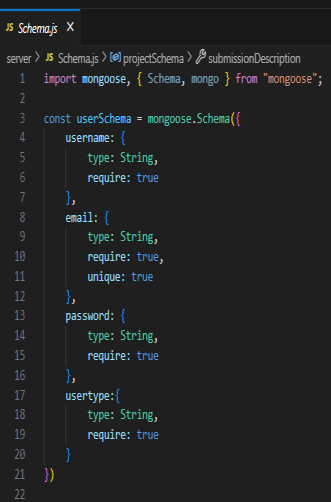 JS Schema.js X
server > JS Schema.js > projectSchema > submissionDescription
1 import mongoose, { Schema, mongo } from "mongoose";
2
3 const userSchema = mongoose.Schema({
4 username: {
5 type: String,
6 require: true
7 },
8 email: {
9 type: String,
10 require: true,
11 unique: true
12 },
13 password: {
14 type: String,
15 require: true
16 },
17 usertype:{
18 type: String,
19 require: true
20 }
21 })
22